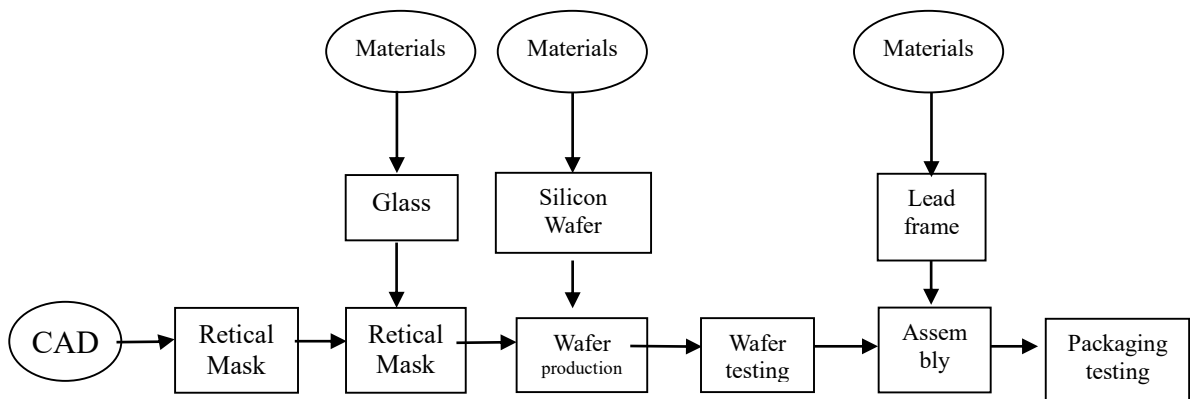 Materials
Materials
Materials
Glass
Silicon
Wafer
Lead
frame
CAD
Retical
Mask
Retical
Mask
Wafer
production
Wafer
testing
Assem
bly
Packaging
testing